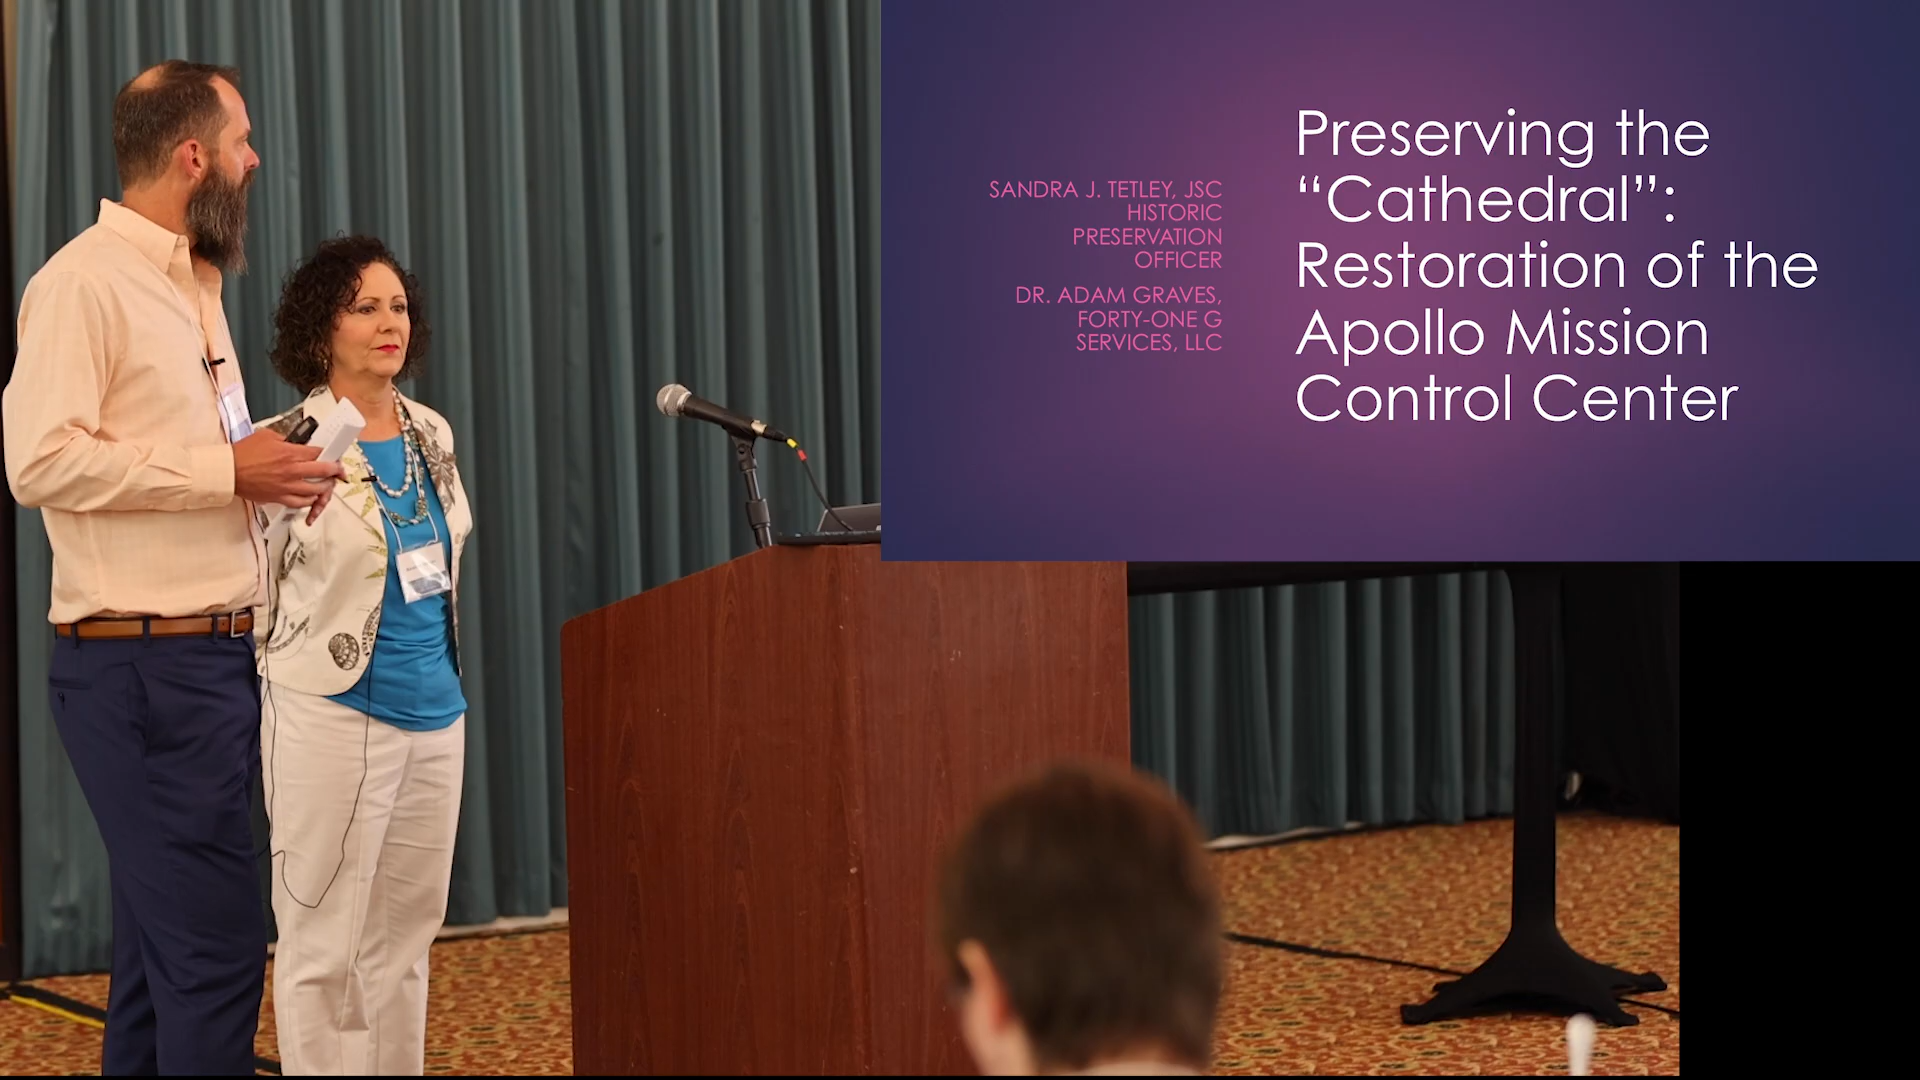 SANDRA J. TETLEY, JSC
HISTORIC
PRESERVATION
OFFICER
DR. ADAM GRAVES,
FORTY-ONE G
SERVICES, LLC
Preserving the
“Cathedral”:
Restoration of the
Apollo Mission
Control Center